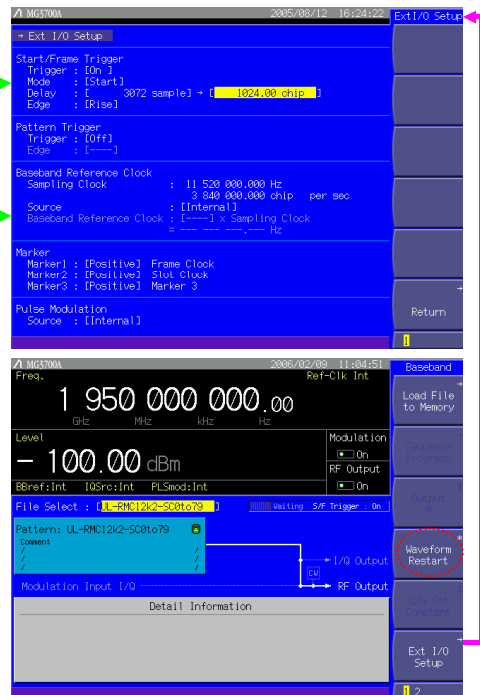 MG3700A 2005/08/12 16:24:22 Ext I/O Setup
→ Ext I/O Setup
Start/Frame Trigger
Trigger : [On ]
Mode : [Start]
Delay : [ 3072 sample] → [ 1024.00 chip ]
Edge : [Rise]
Pattern Trigger
Trigger : [Off]
Edge : [----]
Baseband Reference Clock
Sampling Clock : 11 520 000.000 Hz
3 840 000.000 chip per sec
Source : [Internal]
Baseband Reference Clock : [----] x Sampling Clock
= --- --- ---.--- Hz
Marker
Marker1 : [Positive] Frame Clock
Marker2 : [Positive] Slot Clock
Marker3 : [Positive] Marker 3
Pulse Modulation
Source : [Internal]
→
Return
1
MG3700A 2006/02/09 11:04:51 Baseband
Freq. Ref-Clk Int
1 950 000 000.00
GHz MHz kHz Hz
Level
- 100.00 dBm
Modulation
On
RF Output
On
BBref:Int IQSrc:Int PLSmod:Int
File Select : [UL-RMC12k2-SC0to79 ] Waiting S/F Trigger : On
Pattern: UL-RMC12k2-SC0to79
Comment
/ /
/ /
/ /
I/Q Output
CW
Modulation Input I/Q RF Output
Detail Information
→
Load File
to Memory
Sequence
Progress
Output
A
*
Waveform
Restart
C/N Set
Constant
→
Ext I/O
Setup
1 2